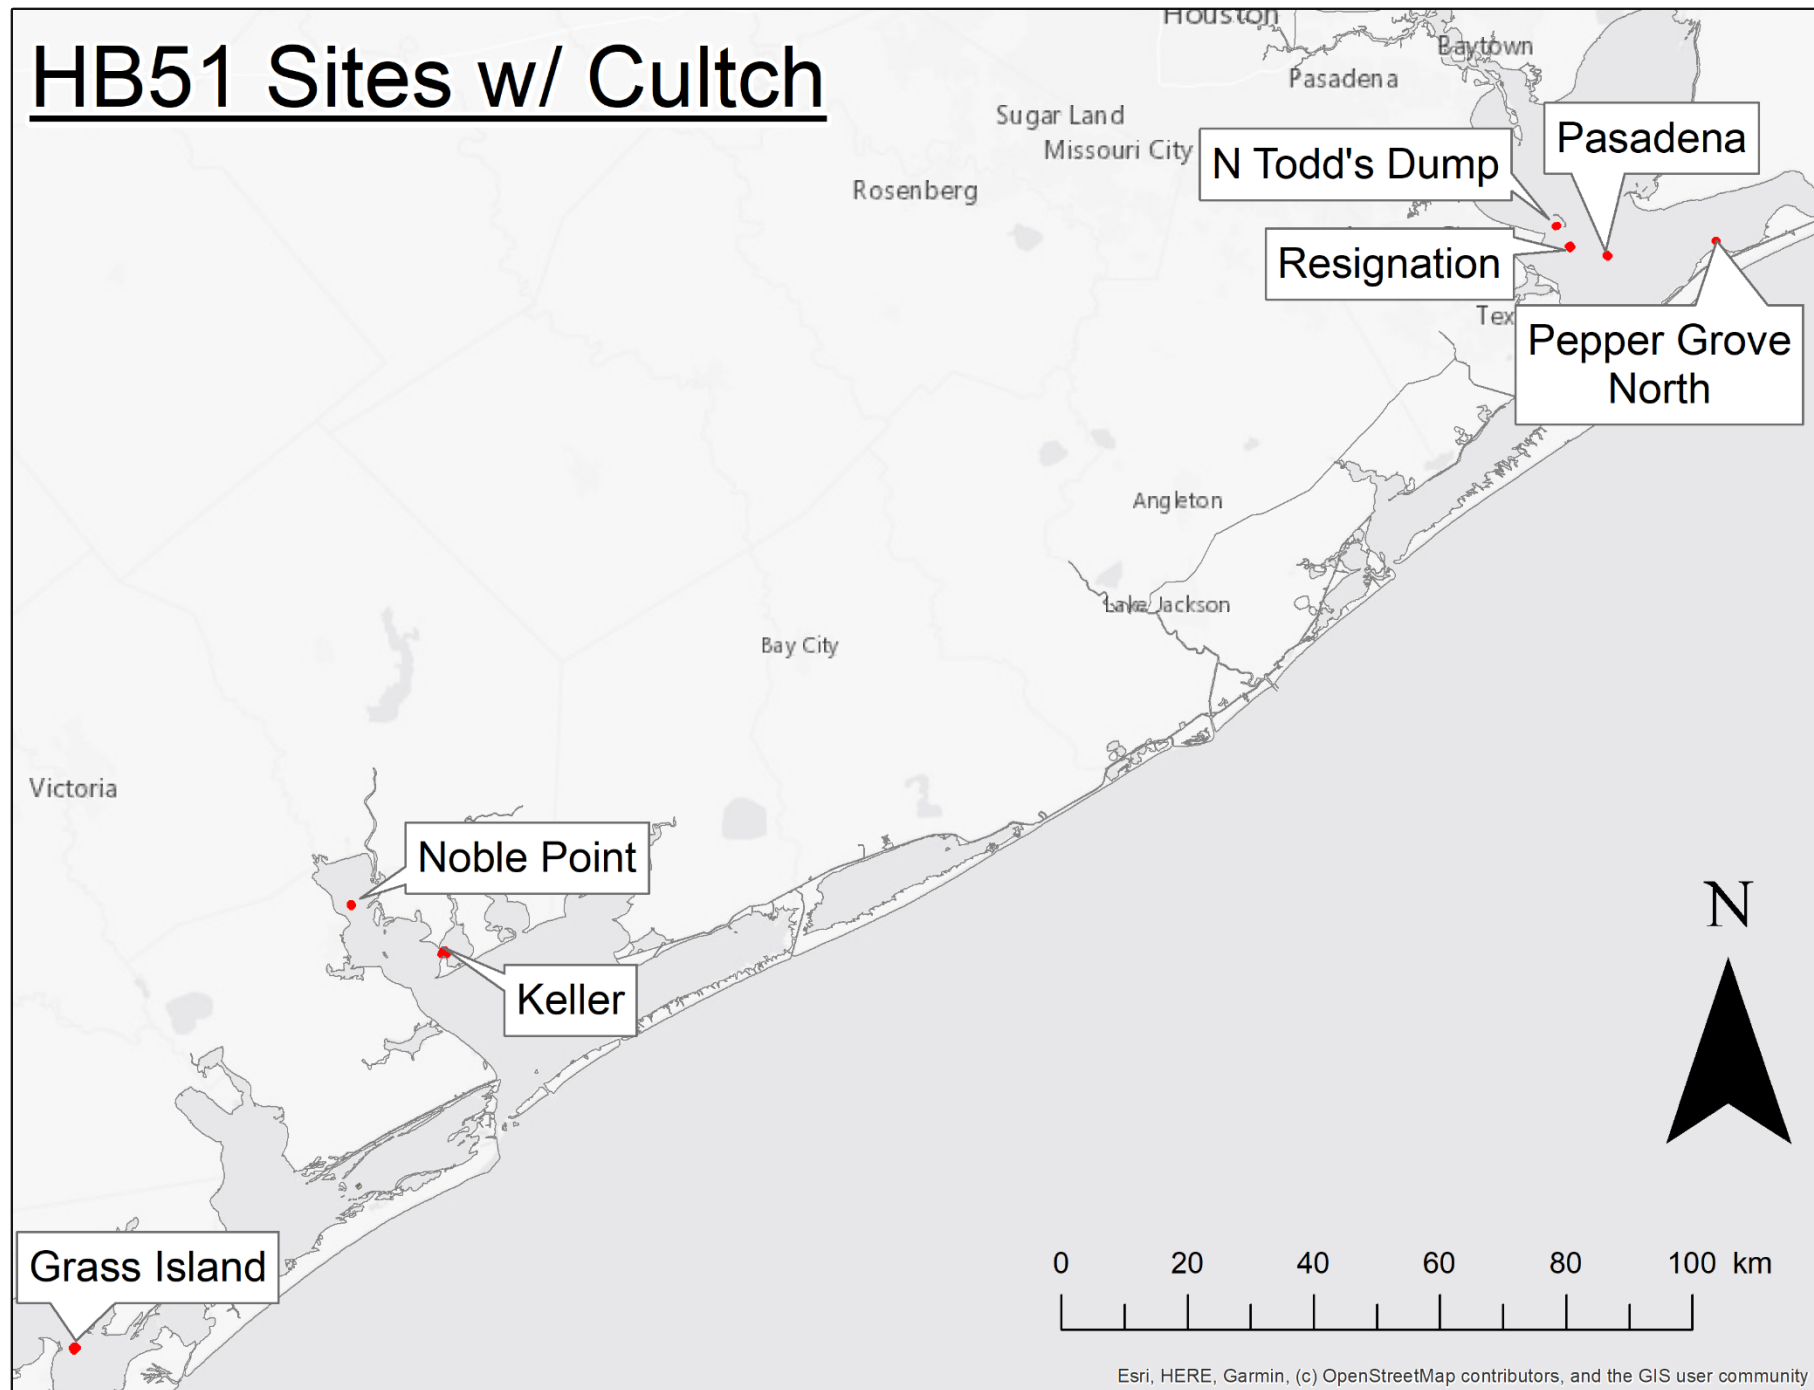 HB51 Sites w/ Cultch
Houston
Baytown
Pasadena
Sugar Land
Missouri City
Rosenberg
N Todd's Dump
Pasadena
Resignation
Tex
Pepper Grove
North
Angleton
Lake Jackson
Bay City
Victoria
Noble Point
Keller
Grass Island
N
0 20 40 60 80 100 km
Esri, HERE, Garmin, (c) OpenStreetMap contributors, and the GIS user community